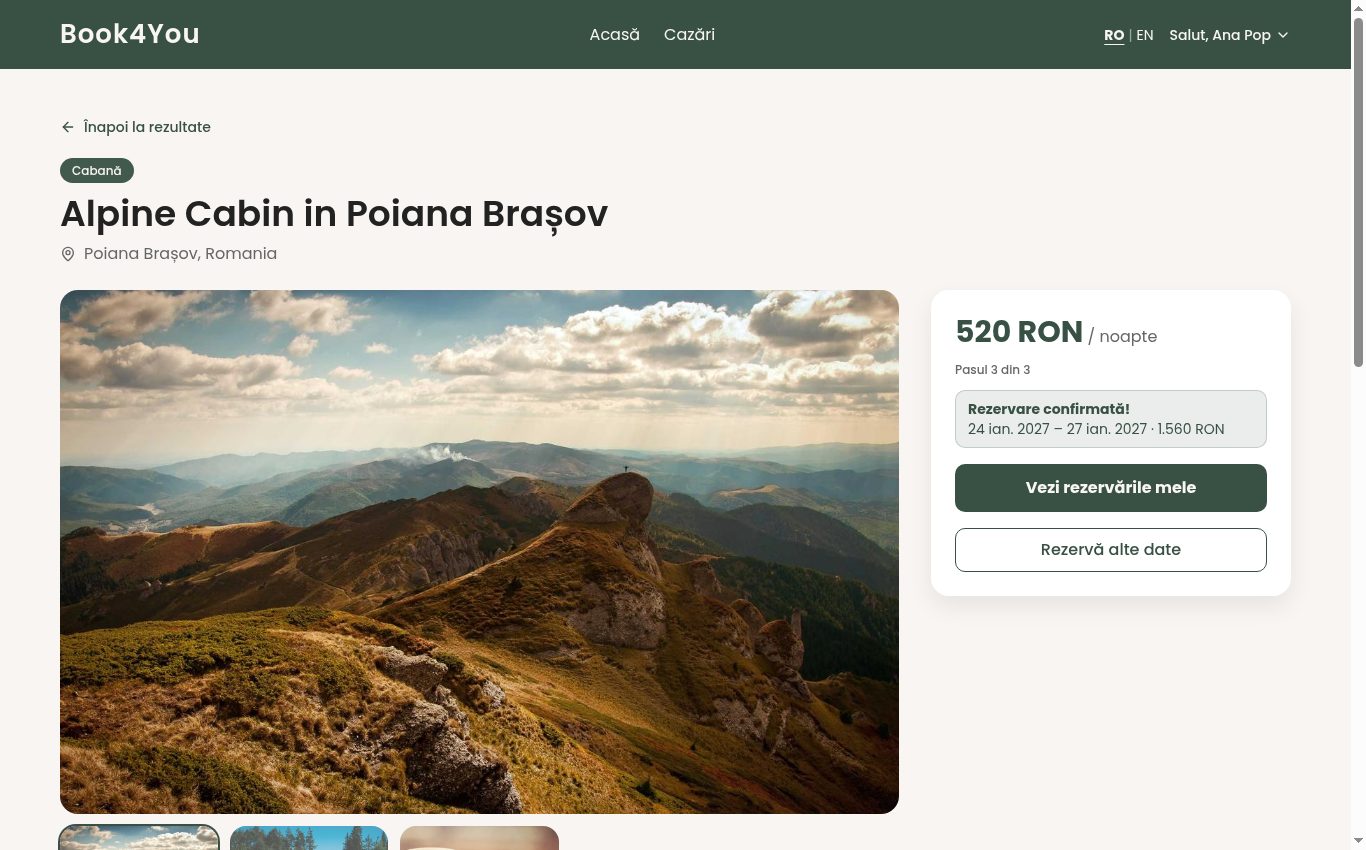 Book4You
Acasă
Cazări
RO | EN
Salut, Ana Pop
Înapoi la rezultate
Cabană
Alpine Cabin in Poiana Brașov
Poiana Brașov, Romania
520 RON / noapte
Pasul 3 din 3
Rezervare confirmată!
24 ian. 2027 – 27 ian. 2027 · 1.560 RON
Vezi rezervările mele
Rezervă alte date